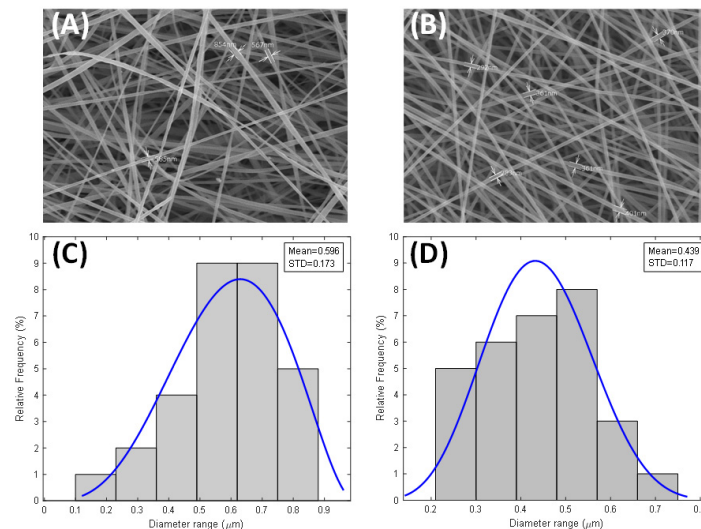 (A)
854nm
567nm
(B)
(C)
Mean=0.596
STD=0.173
Relative Frequency (%)
10
9
8
7
6
5
4
3
2
1
0
0 0.1 0.2 0.3 0.4 0.5 0.6 0.7 0.8 0.9
Diameter range (μm)
(D)
Mean=0.439
STD=0.117
Relative Frequency (%)
10
9
8
7
6
5
4
3
2
1
0
0.2 0.3 0.4 0.5 0.6 0.7 0.8
Diameter range (μm)